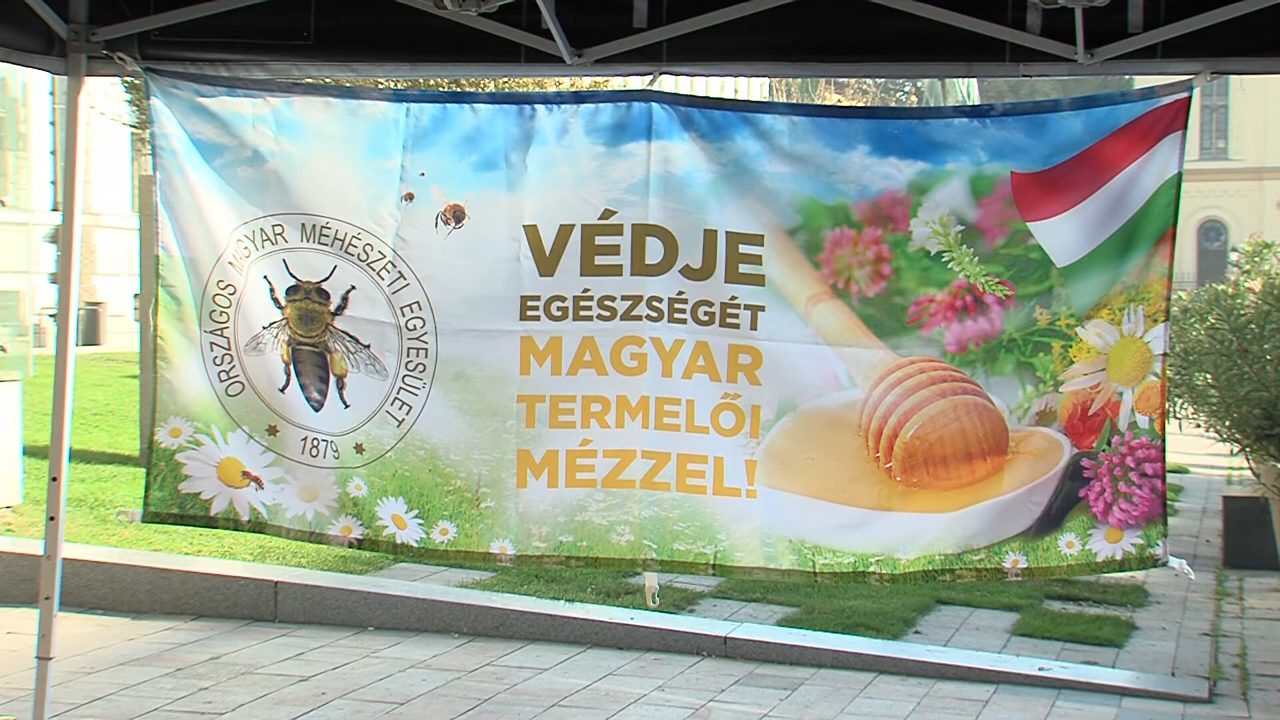 ORSZÁGOS MAGYAR MÉHÉSZETI EGYESÜLET
1879
VÉDJE
EGÉSZSÉGÉT
MAGYAR
TERMELŐI
MÉZZEL!